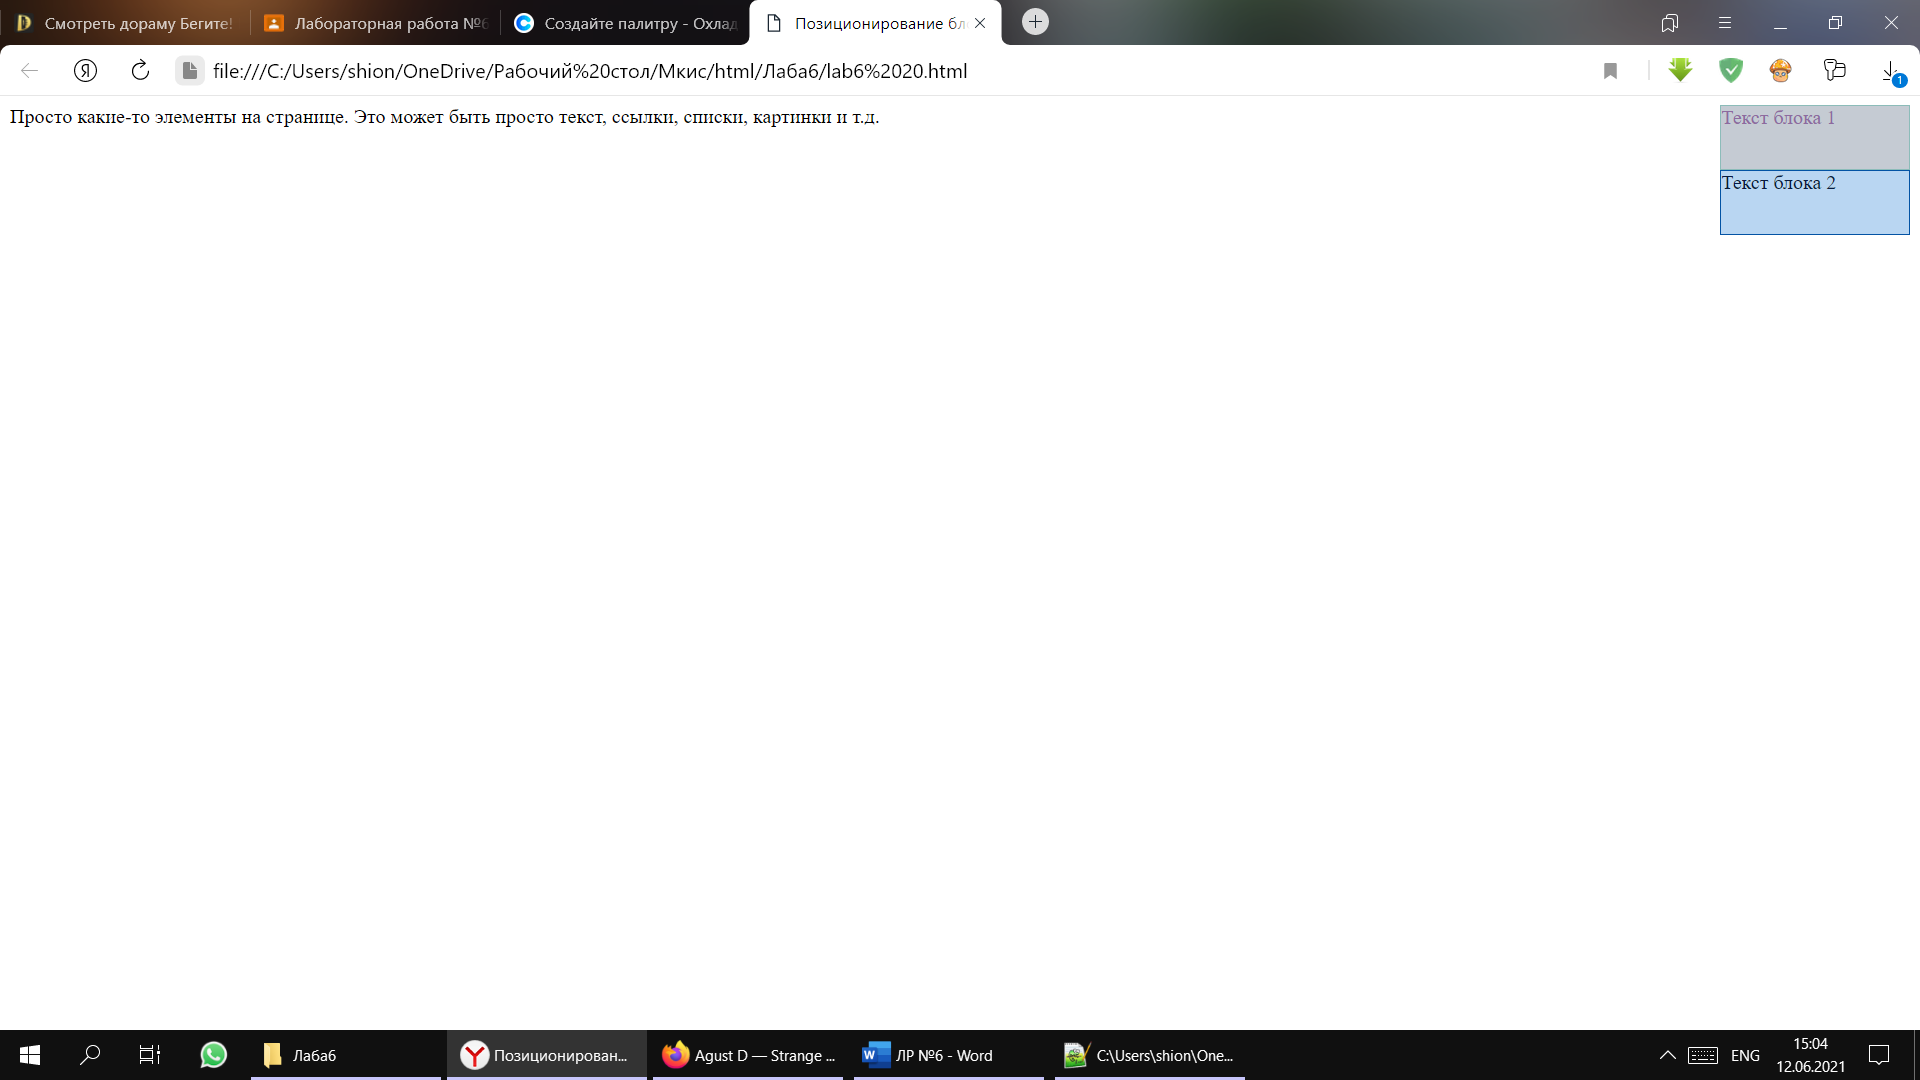 Смотреть дораму Бегите!
Лабораторная работа №6
Создайте палитру - Охлад
Позиционирование бл
file:///C:/Users/shion/OneDrive/Рабочий%20стол/Мкис/html/Лаба6/lab6%2020.html
1
Просто какие-то элементы на странице. Это может быть просто текст, ссылки, списки, картинки и т.д.
Текст блока 1
Текст блока 2
Лаба6
Позиционирован...
Agust D — Strange ...
ЛР №6 - Word
C:\Users\shion\One...
ENG
15:04
12.06.2021